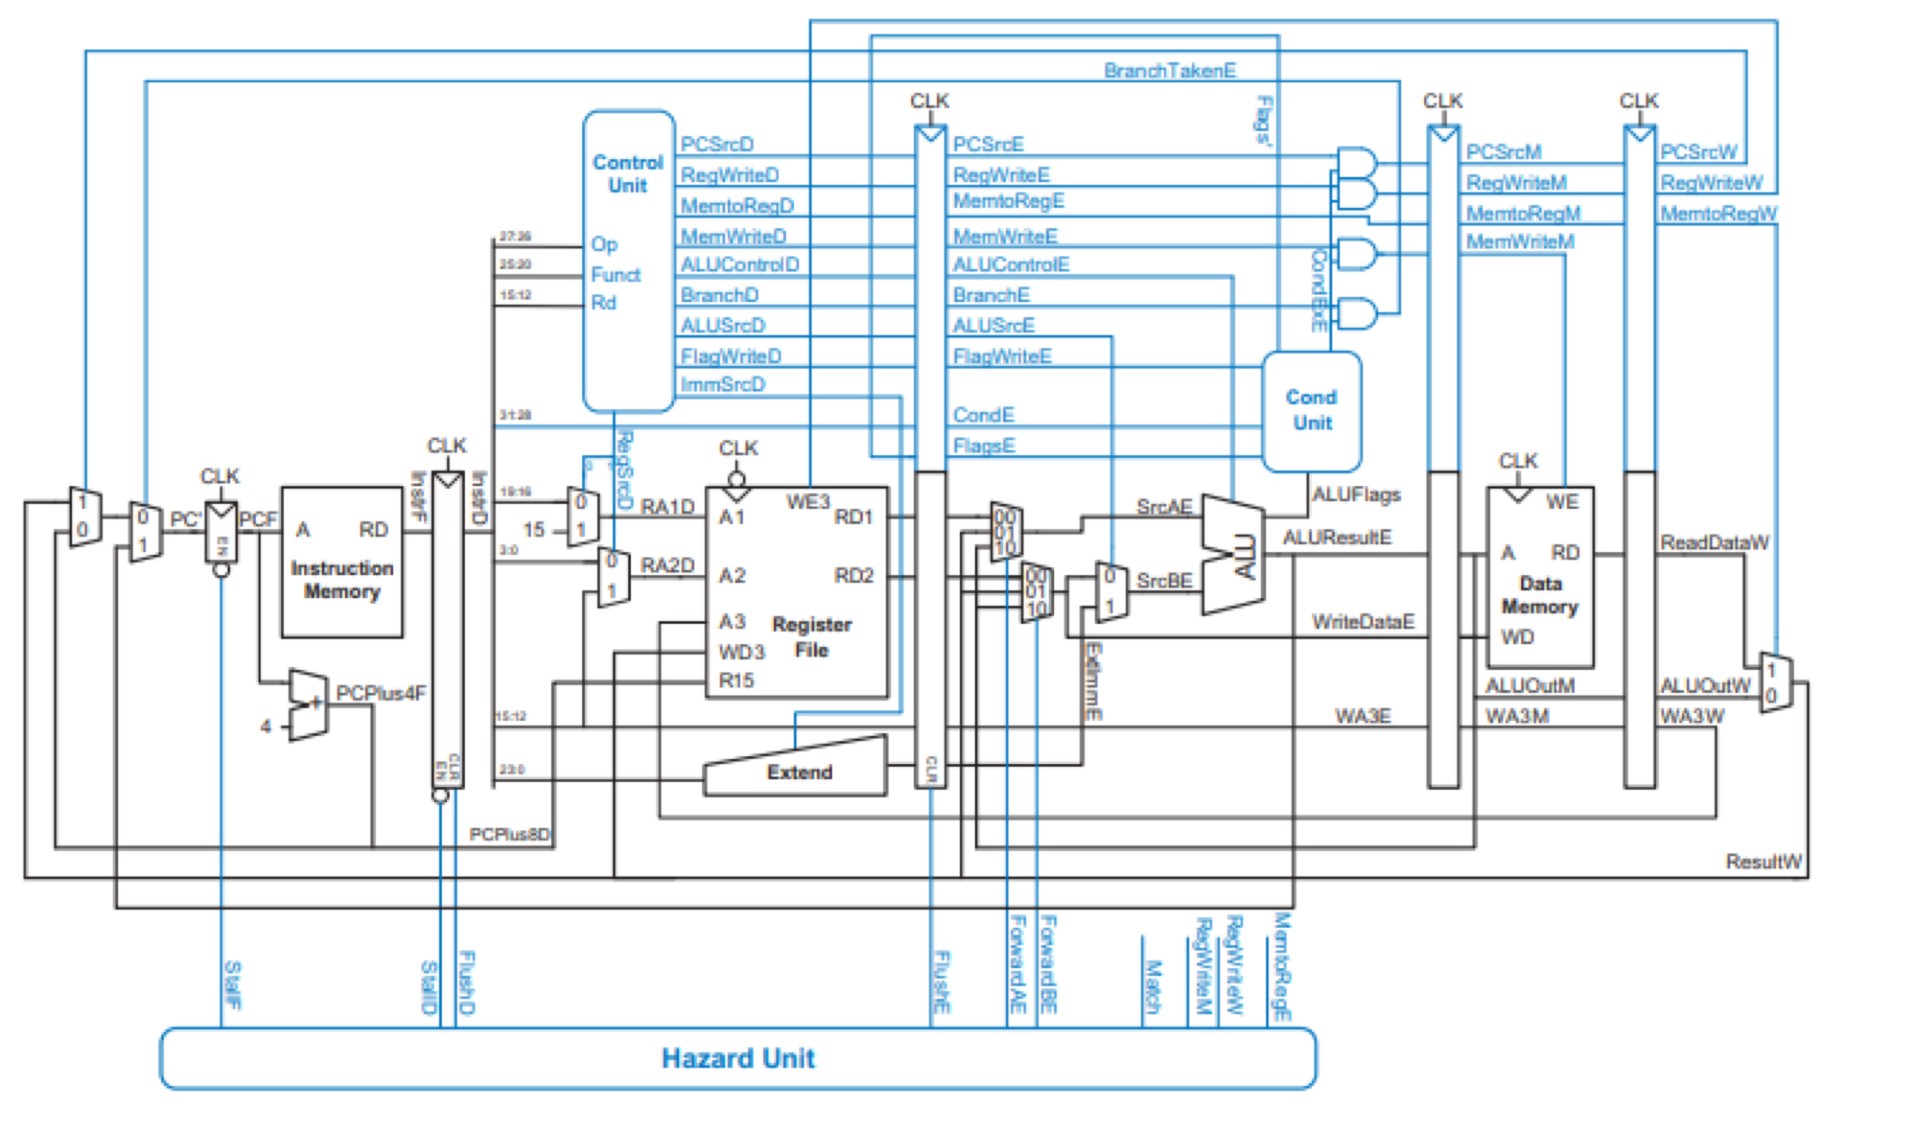 BranchTakenE
CLK
CLK
CLK
Flags'
Control
Unit
PCSrcD
RegWriteD
MemtoRegD
MemWriteD
ALUControlD
BranchD
ALUSrcD
FlagWriteD
ImmSrcD
PCSrcE
RegWriteE
MemtoRegE
MemWriteE
ALUControlE
BranchE
ALUSrcE
FlagWriteE
CondE
FlagsE
CondExE
PCSrcM
RegWriteM
MemtoRegM
MemWriteM
PCSrcW
RegWriteW
MemtoRegW
27:26
Op
25:20
Funct
15:12
Rd
31:28
Cond
Unit
RegSrcD
CLK
CLK
CLK
CLK
1
0
0
1
PC'
EN
PCF
A
RD
Instruction
Memory
InstrF
InstrD
EN
CLR
4
+
PCPlus4F
19:16
15
3:0
15:12
23:0
0
1
0
1
RA1D
RA2D
A1
A2
A3
WD3
R15
WE3
RD1
RD2
Register
File
Extend
CLR
00
01
10
00
01
10
0
1
SrcAE
SrcBE
ALU
ExtImmE
ALUFlags
ALUResultE
WriteDataE
WA3E
A
RD
WE
Data
Memory
WD
ALUOutM
WA3M
ReadDataW
ALUOutW
WA3W
1
0
PCPlus8D
ResultW
StallF
StallD
FlushD
FlushE
ForwardAE
ForwardBE
Match
RegWriteM
RegWriteW
MemtoRegE
Hazard Unit